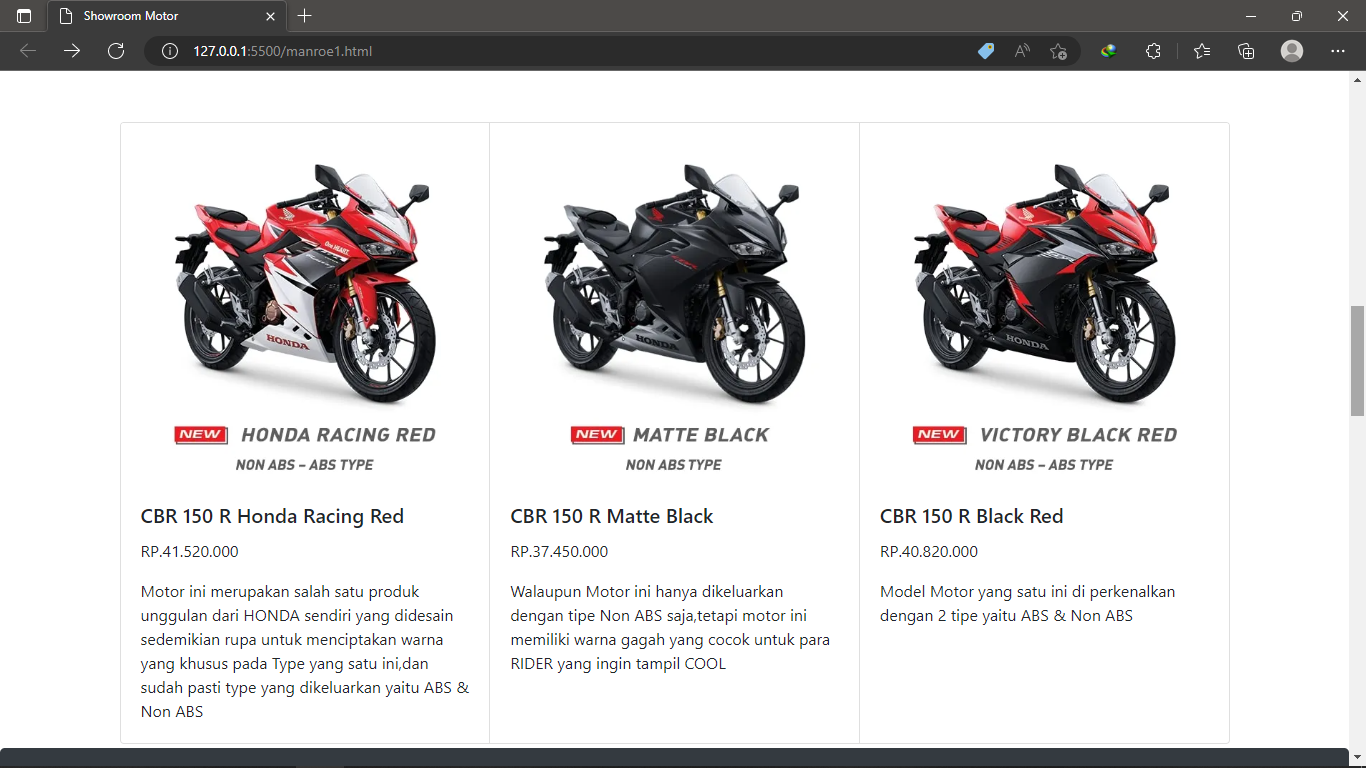 Showroom Motor
127.0.0.1:5500/manroe1.html
One HEART.
HONDA
HONDA
HONDA
NEW HONDA RACING RED
NON ABS – ABS TYPE
NEW MATTE BLACK
NON ABS TYPE
NEW VICTORY BLACK RED
NON ABS – ABS TYPE
CBR 150 R Honda Racing Red
RP.41.520.000
Motor ini merupakan salah satu produk
unggulan dari HONDA sendiri yang didesain
sedemikian rupa untuk menciptakan warna
yang khusus pada Type yang satu ini,dan
sudah pasti type yang dikeluarkan yaitu ABS &
Non ABS
CBR 150 R Matte Black
RP.37.450.000
Walaupun Motor ini hanya dikeluarkan
dengan tipe Non ABS saja,tetapi motor ini
memiliki warna gagah yang cocok untuk para
RIDER yang ingin tampil COOL
CBR 150 R Black Red
RP.40.820.000
Model Motor yang satu ini di perkenalkan
dengan 2 tipe yaitu ABS & Non ABS